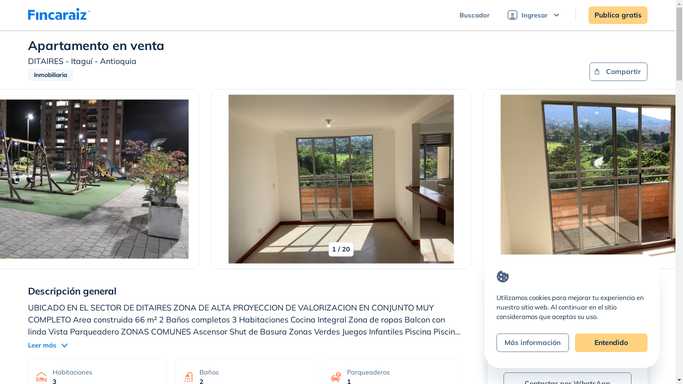 Fincaraiz
Buscador
Ingresar
Publica gratis
Apartamento en venta
DITAIRES - Itaguí - Antioquia
Inmobiliaria
Compartir
1 / 20
Descripción general
UBICADO EN EL SECTOR DE DITAIRES ZONA DE ALTA PROYECCION DE VALORIZACION EN CONJUNTO MUY
COMPLETO Area construida 66 m² 2 Baños completos 3 Habitaciones Cocina Integral Zona de ropas Balcon con
linda Vista Parqueadero ZONAS COMUNES Ascensor Shut de Basura Zonas Verdes Juegos Infantiles Piscina Piscin...
Leer más
Habitaciones
3
Baños
2
Parqueaderos
1
Utilizamos cookies para mejorar tu experiencia en
nuestro sitio web. Al continuar en el sitio
consideramos que aceptas su uso.
Más información
Entendido
Contactar por WhatsApp